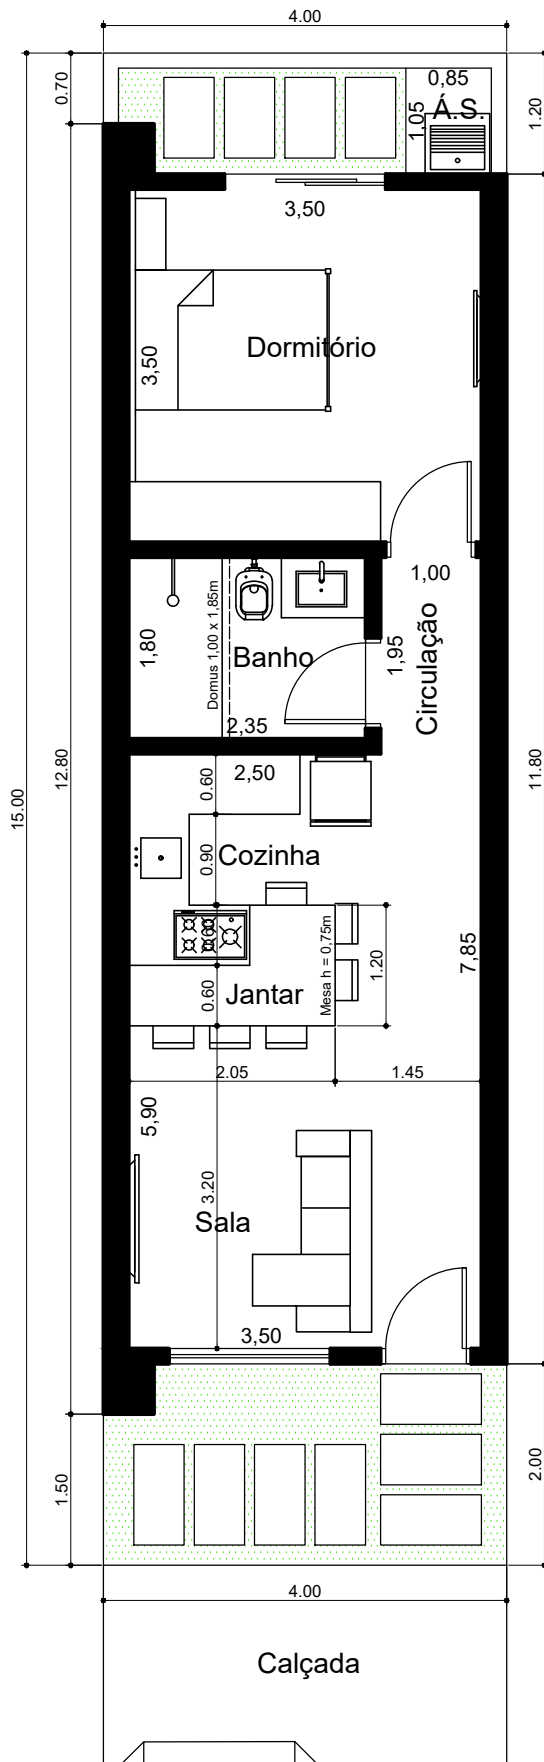 4.00
0.70
0,85
Á.S.
1,05
1.20
3,50
Dormitório
3,50
1,00
Circulação
1,95
1,80
Domus 1,00 x 1,85m
Banho
2,35
12.80
15.00
11.80
0.60
2,50
Cozinha
0.90
0.60
Mesa h = 0,75m
1.20
7,85
0.60
Jantar
2.05
1.45
5,90
3.20
Sala
3,50
1.50
2.00
4.00
Calçada